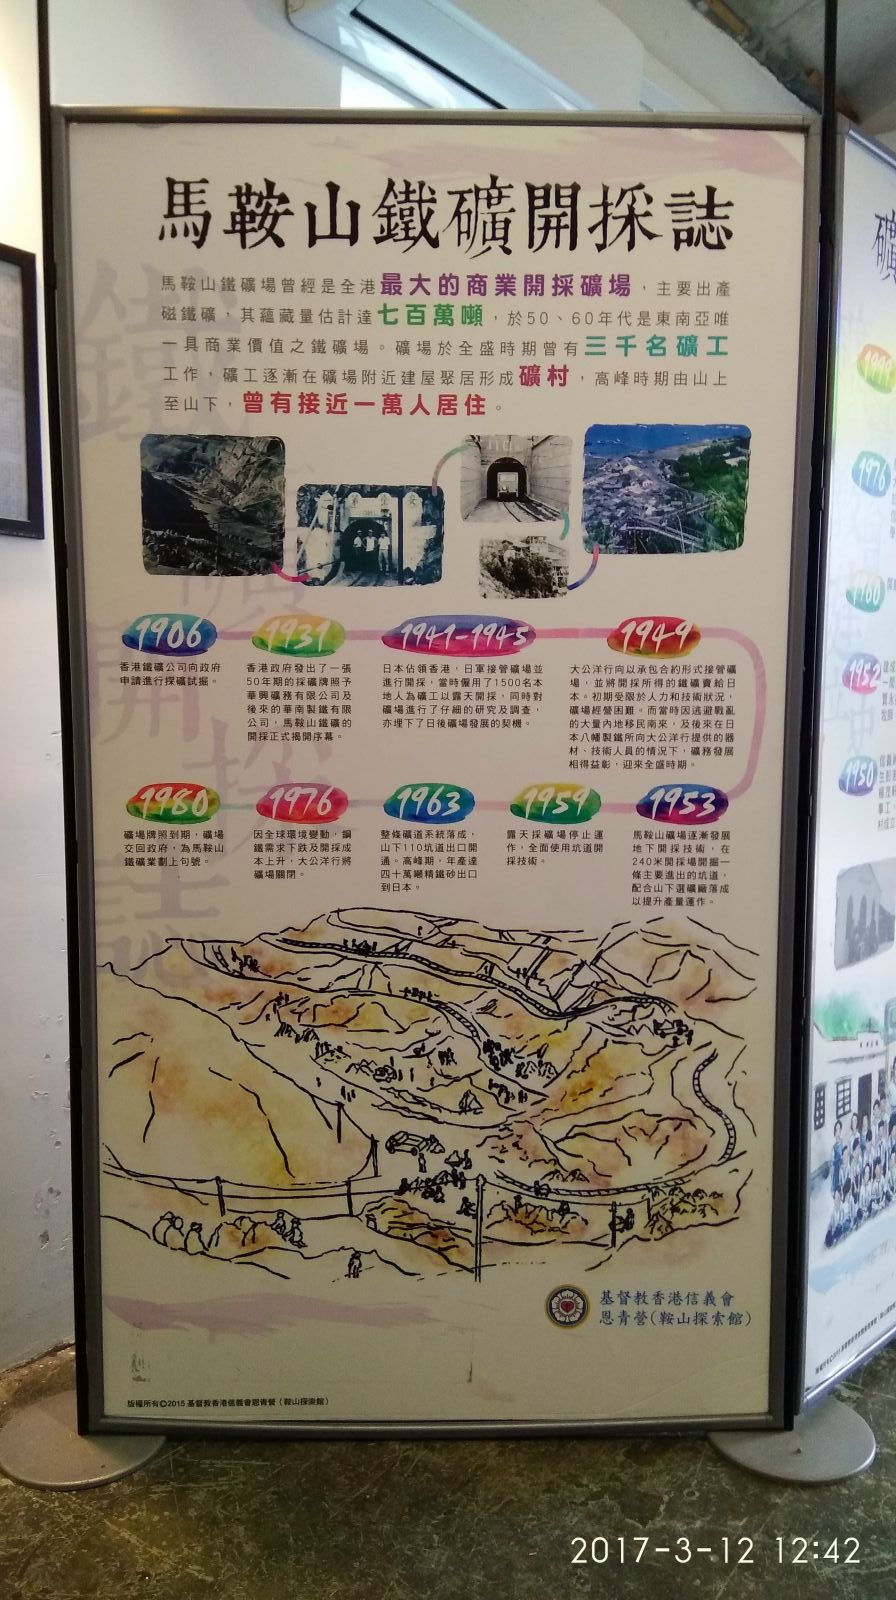 馬鞍山鐵礦開採誌
馬鞍山鐵礦場曾經是全港最大的商業開採礦場，主要出產
磁鐵礦，其蘊藏量估計達七百萬噸，於50、60年代是東南亞唯
一具商業價值之鐵礦場。礦場於全盛時期曾有三千名礦工
工作，礦工逐漸在礦場附近建屋聚居形成礦村，高峰時期由山上
至山下，曾有接近一萬人居住。
1906
香港鐵礦公司向政府
申請進行採礦試掘。
1931
香港政府發出了一張
50年期的採礦牌照予
華興礦務有限公司及
後來的華南製鐵有限
公司，馬鞍山鐵礦的
開採正式揭開序幕。
1941-1945
日本佔領香港，日軍接管礦場並
進行開採，當時僱用了1500名本
地人為礦工以露天開採，同時對
礦場進行了仔細的研究及調查，
亦埋下了日後礦場發展的契機。
1949
大公洋行向以承包合約形式接管礦
場，並將開採所得的鐵礦賣給日
本。初期受限於人力和技術狀況，
礦場經營困難。而當時因逃避戰亂
的大量內地移民南來，及後來在日
本八幡製鐵所向大公洋行提供的器
材、技術人員的情況下，礦務發展
相得益彰，迎來全盛時期。
1980
礦場牌照到期，礦場
交回政府，為馬鞍山
鐵礦業劃上句號。
1976
因全球環境變動，鋼
鐵需求下跌及開採成
本上升，大公洋行將
礦場關閉。
1963
整條礦道系統落成，
山下110坑道出口開
通。高峰期，年產達
四十萬噸精鐵砂出口
到日本。
1959
露天採礦場停止運
作，全面使用坑道開
採技術。
1953
馬鞍山礦場逐漸發展
地下開採技術，在
240米開採場開掘一
條主要進出的坑道，
配合山下選礦廠落成
以提升產量運作。
基督教香港信義會
恩青營(鞍山探索館)
版權所有©2015 基督教香港信義會恩青營（鞍山探索館）
礦
1976
1960
1952
1950
2017-3-12 12:42